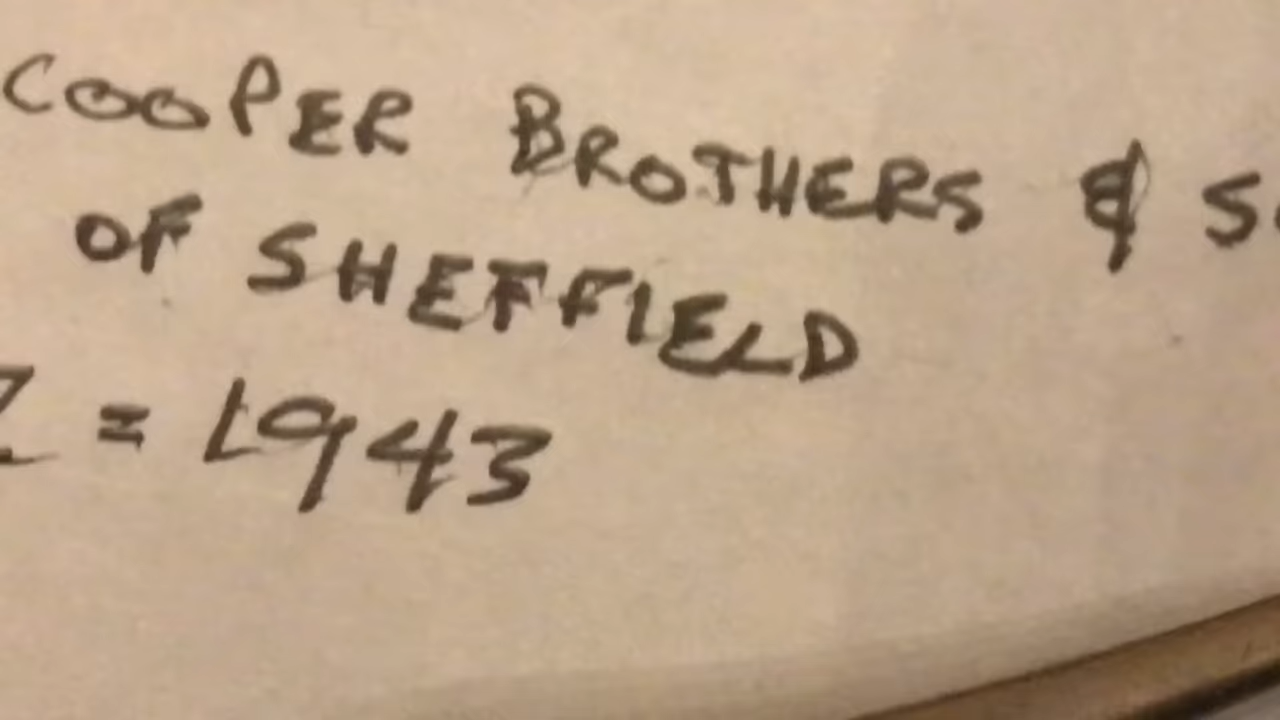 COOPER BROTHERS &
OF SHEFFIELD
Z = 1943